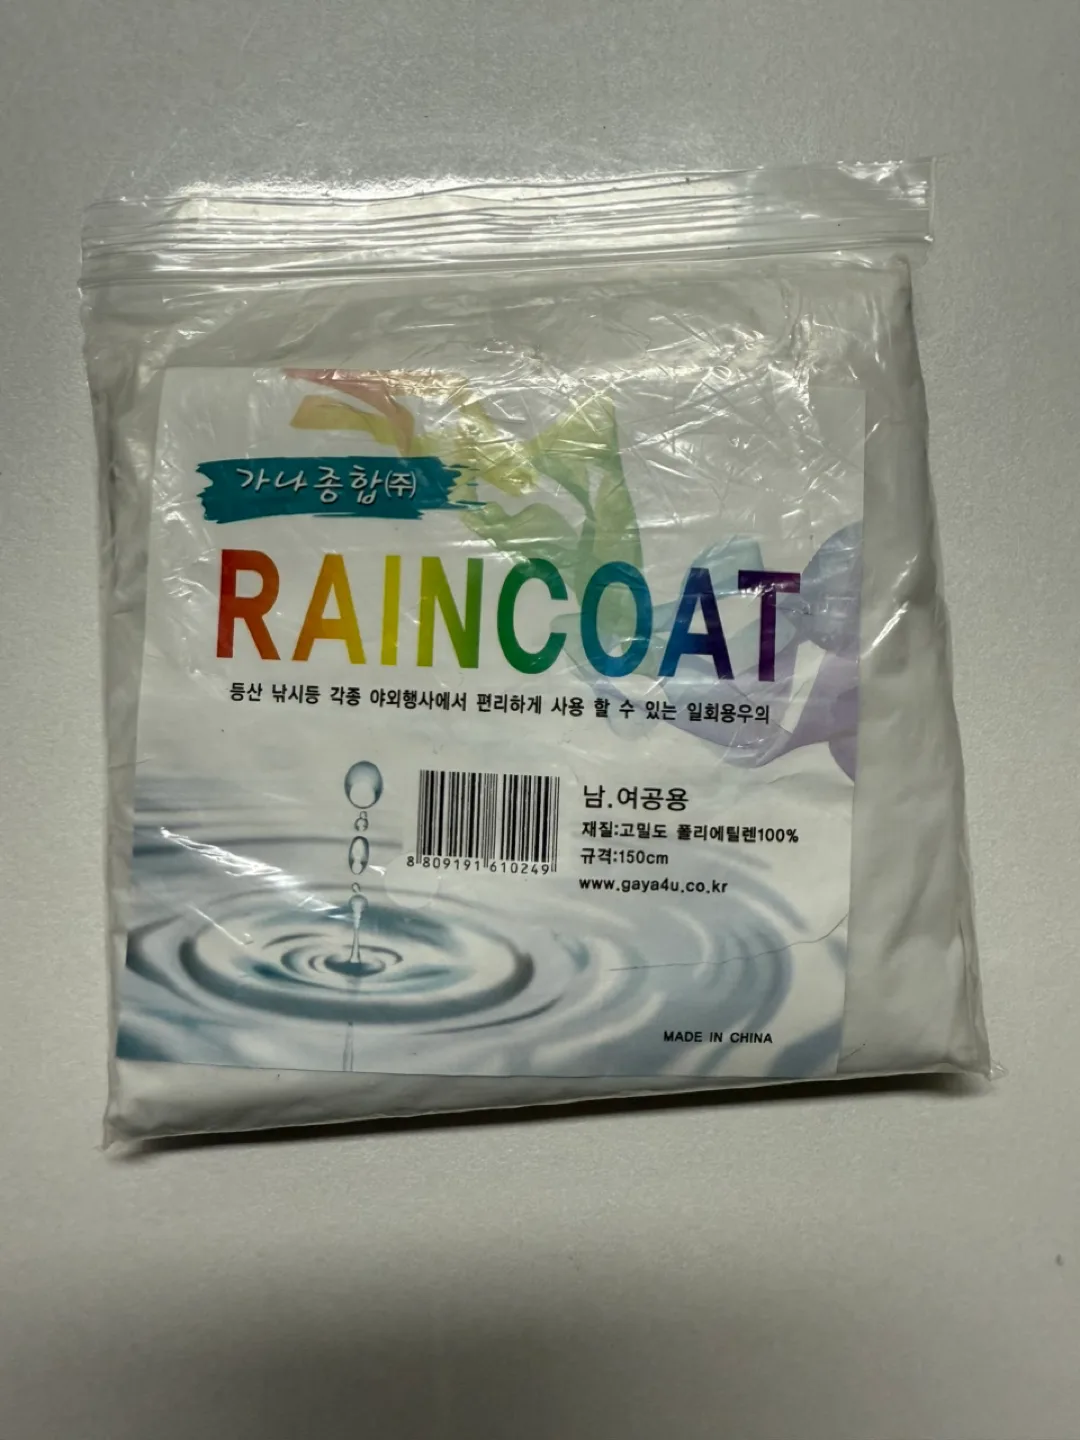 가나종합㈜
RAINCOAT
등산 낚시등 각종 야외행사에서 편리하게 사용 할 수 있는 일회용우의
남.여공용
재질:고밀도 폴리에틸렌100%
규격:150cm
www.gaya4u.co.kr
8 809191 610249
MADE IN CHINA